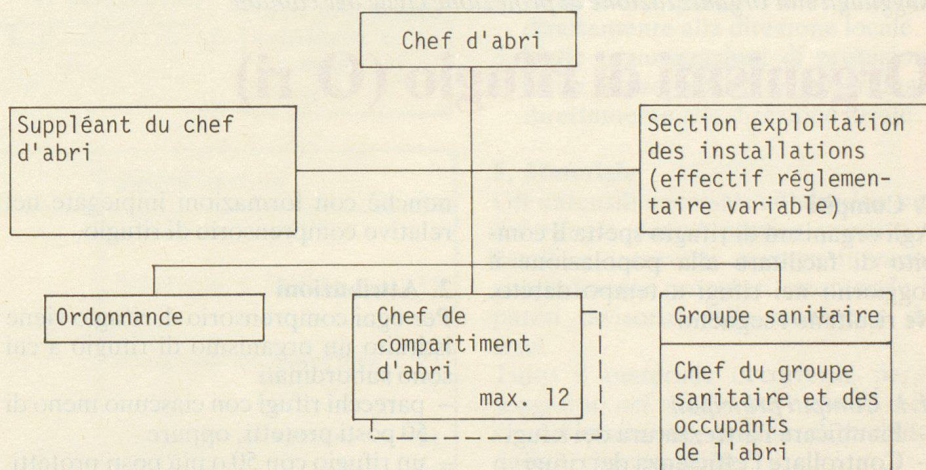 Chef d'abri
Suppléant du chef
d'abri
Section exploitation
des installations
(effectif réglemen-
taire variable)
Ordonnance
Chef de
compartiment
d'abri
max. 12
Groupe sanitaire
Chef du groupe
sanitaire et des
occupants
de l'abri